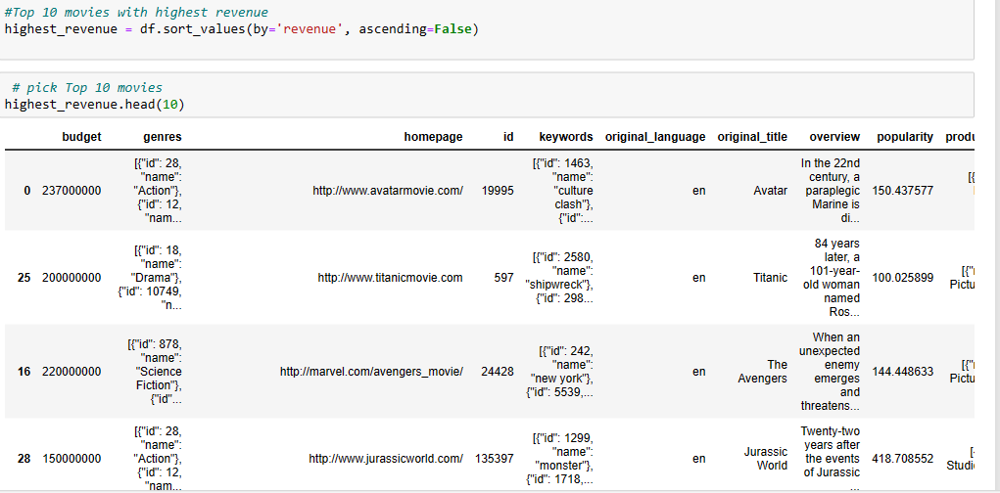 #Top 10 movies with highest revenue
highest_revenue = df.sort_values(by='revenue', ascending=False)
# pick Top 10 movies
highest_revenue.head(10)
budget genres homepage id keywords original_language original_title overview popularity produ
0 237000000 [{"id": 28, "name": "Action"}, {"id": 12, "nam... http://www.avatarmovie.com/ 19995 [{"id": 1463, "name": "culture clash"}, {"id":... en Avatar In the 22nd century, a paraplegic Marine is di... 150.437577 [{
25 200000000 [{"id": 18, "name": "Drama"}, {"id": 10749, "n... http://www.titanicmovie.com 597 [{"id": 2580, "name": "shipwreck"}, {"id": 298... en Titanic 84 years later, a 101-year-old woman named Ros... 100.025899 [{" Pictu
16 220000000 [{"id": 878, "name": "Science Fiction"}, {"id"... http://marvel.com/avengers_movie/ 24428 [{"id": 242, "name": "new york"}, {"id": 5539,... en The Avengers When an unexpected enemy emerges and threatens... 144.448633 [{" Pictu
28 150000000 [{"id": 28, "name": "Action"}, {"id": 12, "nam... http://www.jurassicworld.com/ 135397 [{"id": 1299, "name": "monster"}, {"id": 1718,... en Jurassic World Twenty-two years after the events of Jurassic ... 418.708552 Studi